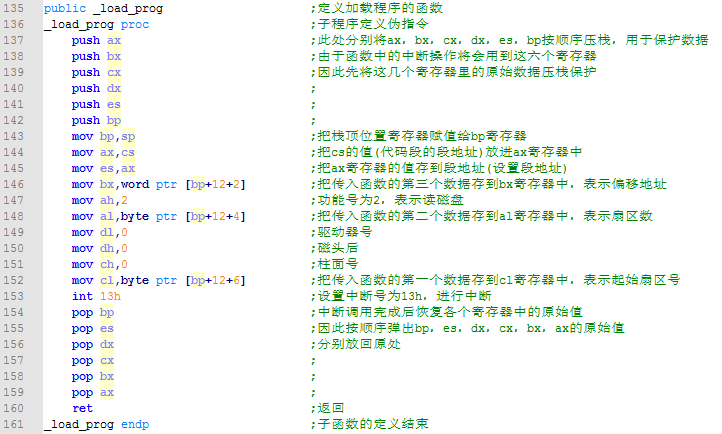 135 public _load_prog ;定义加载程序的函数
136 _load_prog proc ;子程序定义伪指令
137 push ax ;此处分别将ax，bx，cx，dx，es，bp按顺序压栈，用于保护数据
138 push bx ;由于函数中的中断操作将会用到这六个寄存器
139 push cx ;因此先将这几个寄存器里的原始数据压栈保护
140 push dx ;
141 push es ;
142 push bp ;
143 mov bp,sp ;把栈顶位置寄存器赋值给bp寄存器
144 mov ax,cs ;把cs的值(代码段的段地址)放进ax寄存器中
145 mov es,ax ;把ax寄存器的值存到段地址(设置段地址)
146 mov bx,word ptr [bp+12+2] ;把传入函数的第三个数据存到bx寄存器中，表示偏移地址
147 mov ah,2 ;功能号为2，表示读磁盘
148 mov al,byte ptr [bp+12+4] ;把传入函数的第二个数据存到al寄存器中，表示扇区数
149 mov dl,0 ;驱动器号
150 mov dh,0 ;磁头后
151 mov ch,0 ;柱面号
152 mov cl,byte ptr [bp+12+6] ;把传入函数的第一个数据存到cl寄存器中，表示起始扇区号
153 int 13h ;设置中断号为13h，进行中断
154 pop bp ;中断调用完成后恢复各个寄存器中的原始值
155 pop es ;因此按顺序弹出bp，es，dx，cx，bx，ax的原始值
156 pop dx ;分别放回原处
157 pop cx ;
158 pop bx ;
159 pop ax ;
160 ret ;返回
161 _load_prog endp ;子函数的定义结束